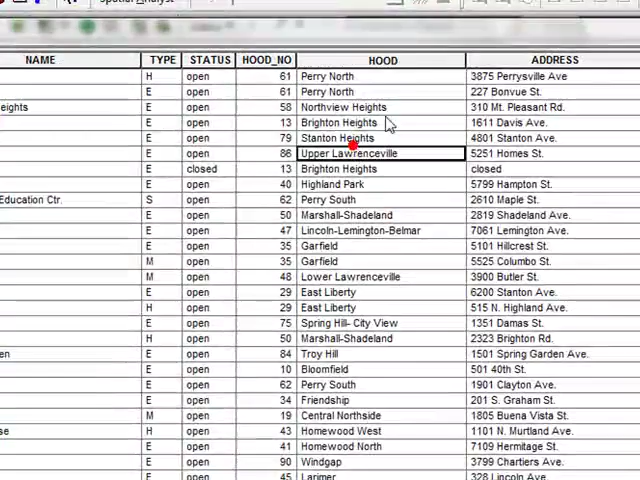 Spatial Analyst
NAME TYPE STATUS HOOD_NO HOOD ADDRESS
H open 61 Perry North 3875 Perrysville Ave
E open 61 Perry North 227 Bonvue St.
eights E open 58 Northview Heights 310 Mt. Pleasant Rd.
E open 13 Brighton Heights 1611 Davis Ave.
E open 79 Stanton Heights 4801 Stanton Ave.
E open 86 Upper Lawrenceville 5251 Homes St.
E closed 13 Brighton Heights closed
E open 40 Highland Park 5799 Hampton St.
Education Ctr. S open 62 Perry South 2610 Maple St.
E open 50 Marshall-Shadeland 2819 Shadeland Ave.
E open 47 Lincoln-Lemington-Belmar 7061 Lemington Ave.
E open 35 Garfield 5101 Hillcrest St.
M open 35 Garfield 5525 Columbo St.
M open 48 Lower Lawrenceville 3900 Butler St.
E open 29 East Liberty 6200 Stanton Ave.
H open 29 East Liberty 515 N. Highland Ave.
E open 75 Spring Hill- City View 1351 Damas St.
H open 50 Marshall-Shadeland 2323 Brighton Rd.
en E open 84 Troy Hill 1501 Spring Garden Ave.
E open 10 Bloomfield 501 40th St.
E open 62 Perry South 1901 Clayton Ave.
E open 34 Friendship 201 S. Graham St.
M open 19 Central Northside 1805 Buena Vista St.
se H open 43 Homewood West 1101 N. Murtland Ave.
E open 41 Homewood North 7109 Hermitage St.
E open 90 Windgap 3799 Chartiers Ave.
E open 45 Larimer 328 Lincoln Ave.